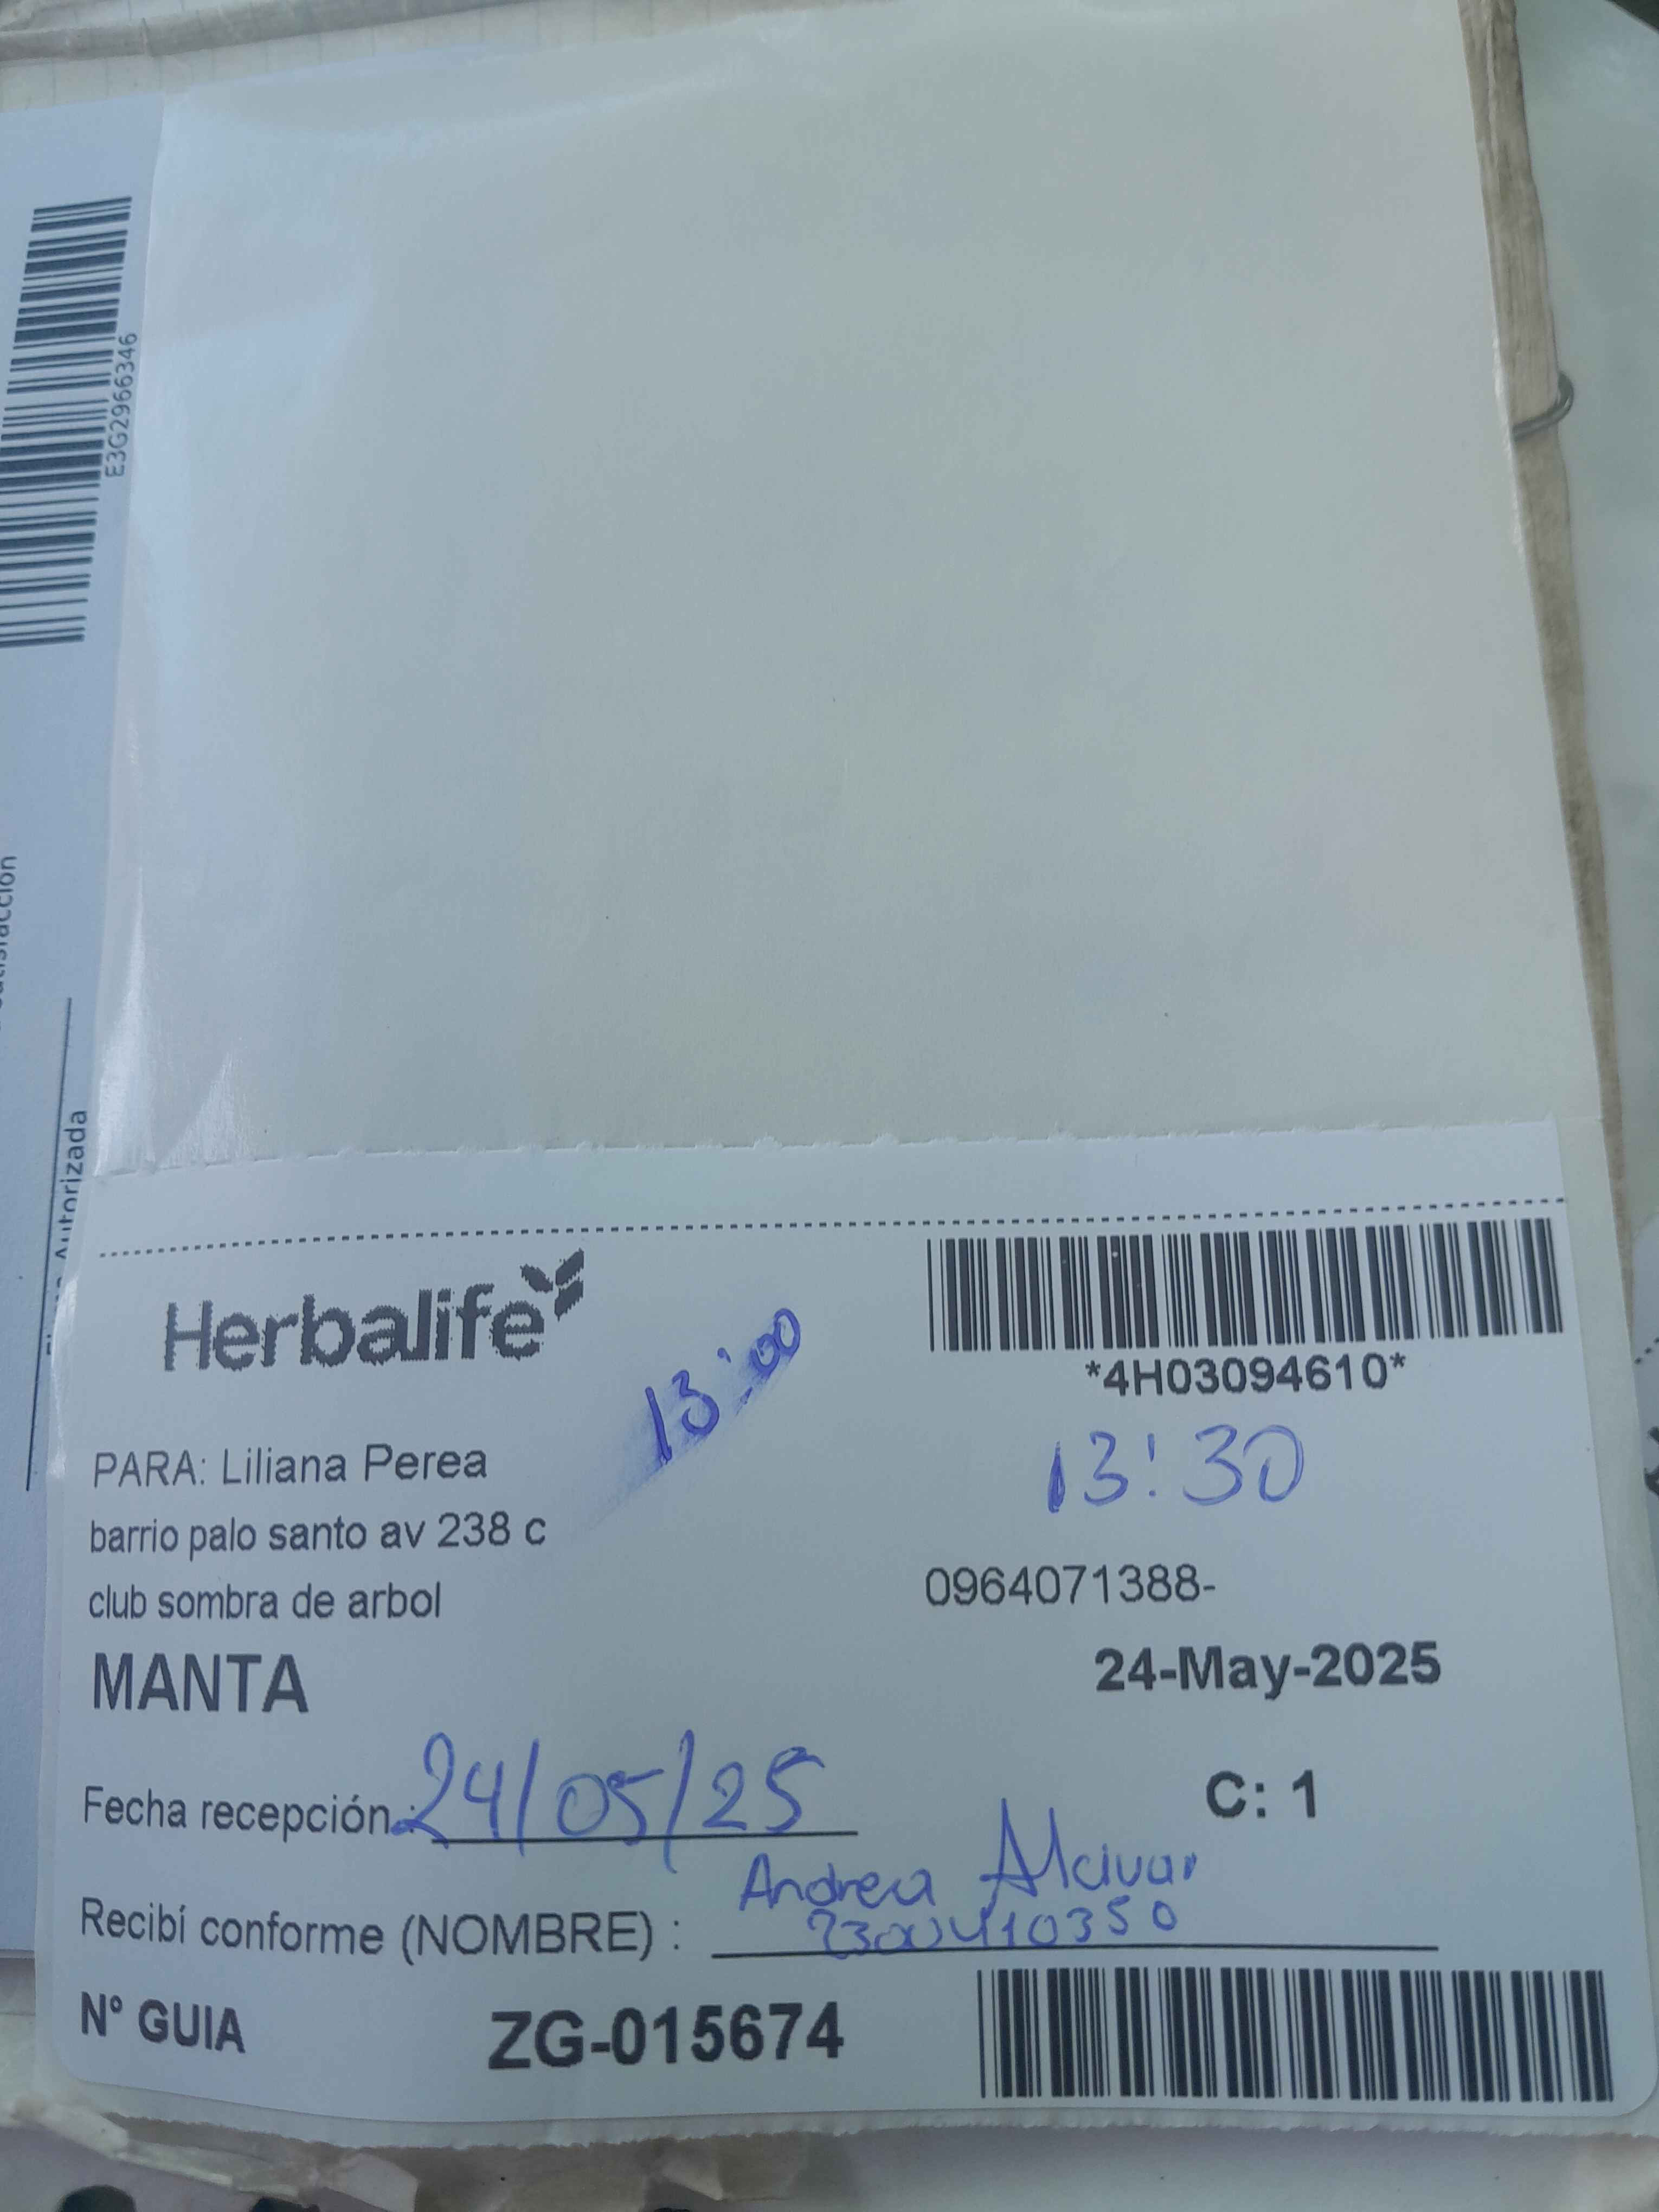 E3G2966346
Autorizada
Herbalife
13:00
*4H03094610*
13:30
PARA: Liliana Perea
barrio palo santo av 238 c
club sombra de arbol
0964071388-
MANTA
24-May-2025
Fecha recepción.: 24/05/25
C: 1
Andrea Alcivar
Recibí conforme (NOMBRE) : 2300410350
N° GUIA ZG-015674